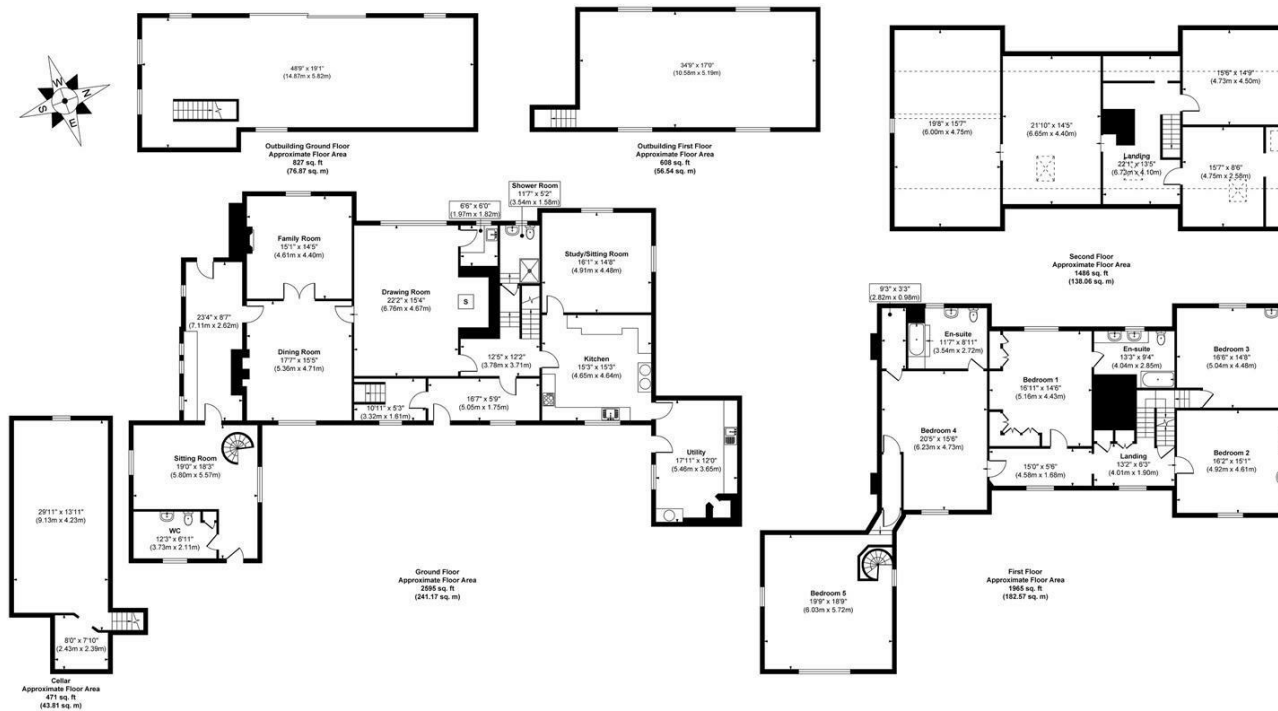 W
N
S
E
48'9" x 19'1"
(14.87m x 5.82m)
Outbuilding Ground Floor
Approximate Floor Area
827 sq. ft
(76.87 sq. m)
34'9" x 17'0"
(10.58m x 5.19m)
Outbuilding First Floor
Approximate Floor Area
608 sq. ft
(56.54 sq. m)
19'8" x 15'7"
(6.00m x 4.75m)
21'10" x 14'5"
(6.65m x 4.40m)
Landing
22'1" x 13'5"
(6.73m x 4.10m)
15'6" x 14'9"
(4.73m x 4.50m)
15'7" x 8'6"
(4.75m x 2.58m)
Second Floor
Approximate Floor Area
1486 sq. ft
(138.06 sq. m)
Family Room
15'1" x 14'5"
(4.61m x 4.40m)
23'4" x 8'7"
(7.11m x 2.62m)
Dining Room
17'7" x 15'5"
(5.36m x 4.71m)
Drawing Room
22'2" x 15'4"
(6.76m x 4.67m)
6'6" x 6'0"
(1.97m x 1.82m)
Shower Room
11'7" x 5'2"
(3.54m x 1.58m)
S
Study/Sitting Room
16'1" x 14'8"
(4.91m x 4.48m)
12'5" x 12'2"
(3.78m x 3.71m)
Kitchen
15'3" x 15'3"
(4.65m x 4.64m)
10'11" x 5'3"
(3.32m x 1.61m)
16'7" x 5'9"
(5.05m x 1.75m)
Utility
17'11" x 12'0"
(5.46m x 3.65m)
Sitting Room
19'0" x 18'3"
(5.80m x 5.57m)
WC
12'3" x 6'11"
(3.73m x 2.11m)
Ground Floor
Approximate Floor Area
2595 sq. ft
(241.17 sq. m)
29'11" x 13'11"
(9.13m x 4.23m)
8'0" x 7'10"
(2.43m x 2.39m)
Cellar
Approximate Floor Area
471 sq. ft
(43.81 sq. m)
9'3" x 3'3"
(2.82m x 0.98m)
En-suite
11'7" x 8'11"
(3.54m x 2.72m)
Bedroom 1
16'11" x 14'6"
(5.16m x 4.43m)
En-suite
13'3" x 9'4"
(4.04m x 2.85m)
Bedroom 3
16'6" x 14'8"
(5.04m x 4.48m)
Bedroom 4
20'5" x 15'6"
(6.23m x 4.73m)
15'0" x 5'6"
(4.58m x 1.68m)
Landing
13'2" x 6'3"
(4.01m x 1.90m)
Bedroom 2
16'2" x 15'1"
(4.92m x 4.61m)
Bedroom 5
19'9" x 18'9"
(6.03m x 5.72m)
First Floor
Approximate Floor Area
1965 sq. ft
(182.57 sq. m)